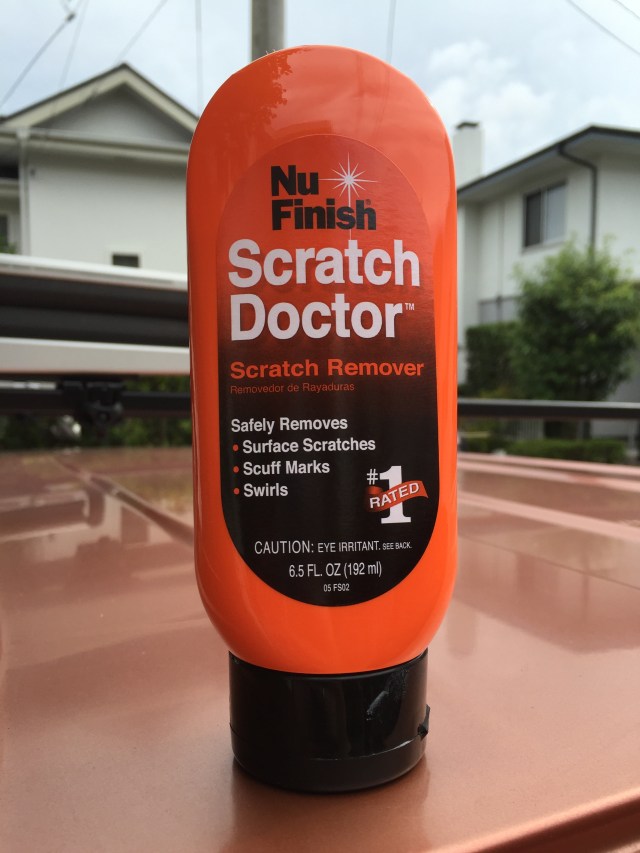 Nu
Finish®
Scratch
Doctor™
Scratch Remover
Removedor de Rayaduras
Safely Removes
• Surface Scratches
• Scuff Marks
• Swirls
#1
RATED
CAUTION: EYE IRRITANT. SEE BACK.
6.5 FL. OZ (192 ml)
05 FS02